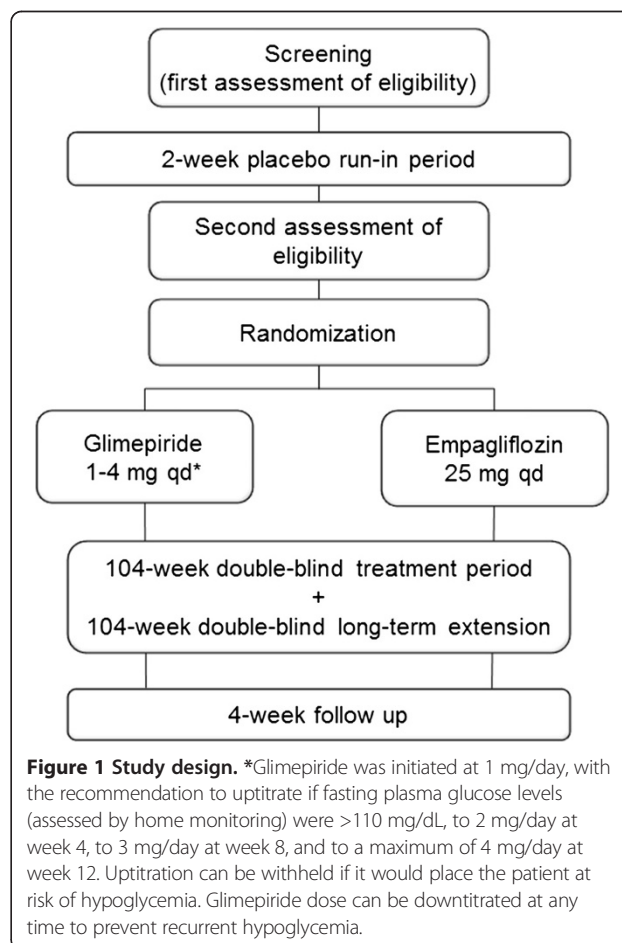 Screening
(first assessment of eligibility)
2-week placebo run-in period
Second assessment of
eligibility
Randomization
Glimepiride
1-4 mg qd*
Empagliflozin
25 mg qd
104-week double-blind treatment period
+
104-week double-blind long-term extension
4-week follow up
Figure 1 Study design. *Glimepiride was initiated at 1 mg/day, with
the recommendation to uptitrate if fasting plasma glucose levels
(assessed by home monitoring) were >110 mg/dL, to 2 mg/day at
week 4, to 3 mg/day at week 8, and to a maximum of 4 mg/day at
week 12. Uptitration can be withheld if it would place the patient at
risk of hypoglycemia. Glimepiride dose can be downtitrated at any
time to prevent recurrent hypoglycemia.